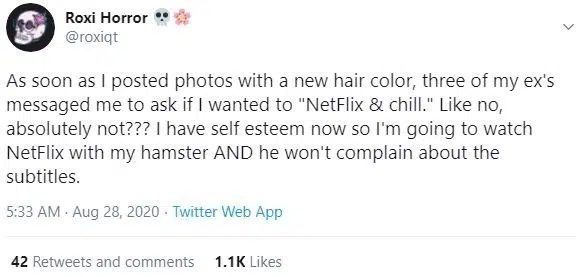 Roxi Horror 💀🌸
@roxiqt
As soon as I posted photos with a new hair color, three of my ex's
messaged me to ask if I wanted to "NetFlix & chill." Like no,
absolutely not??? I have self esteem now so I'm going to watch
NetFlix with my hamster AND he won't complain about the
subtitles.
5:33 AM · Aug 28, 2020 · Twitter Web App
42 Retweets and comments 1.1K Likes